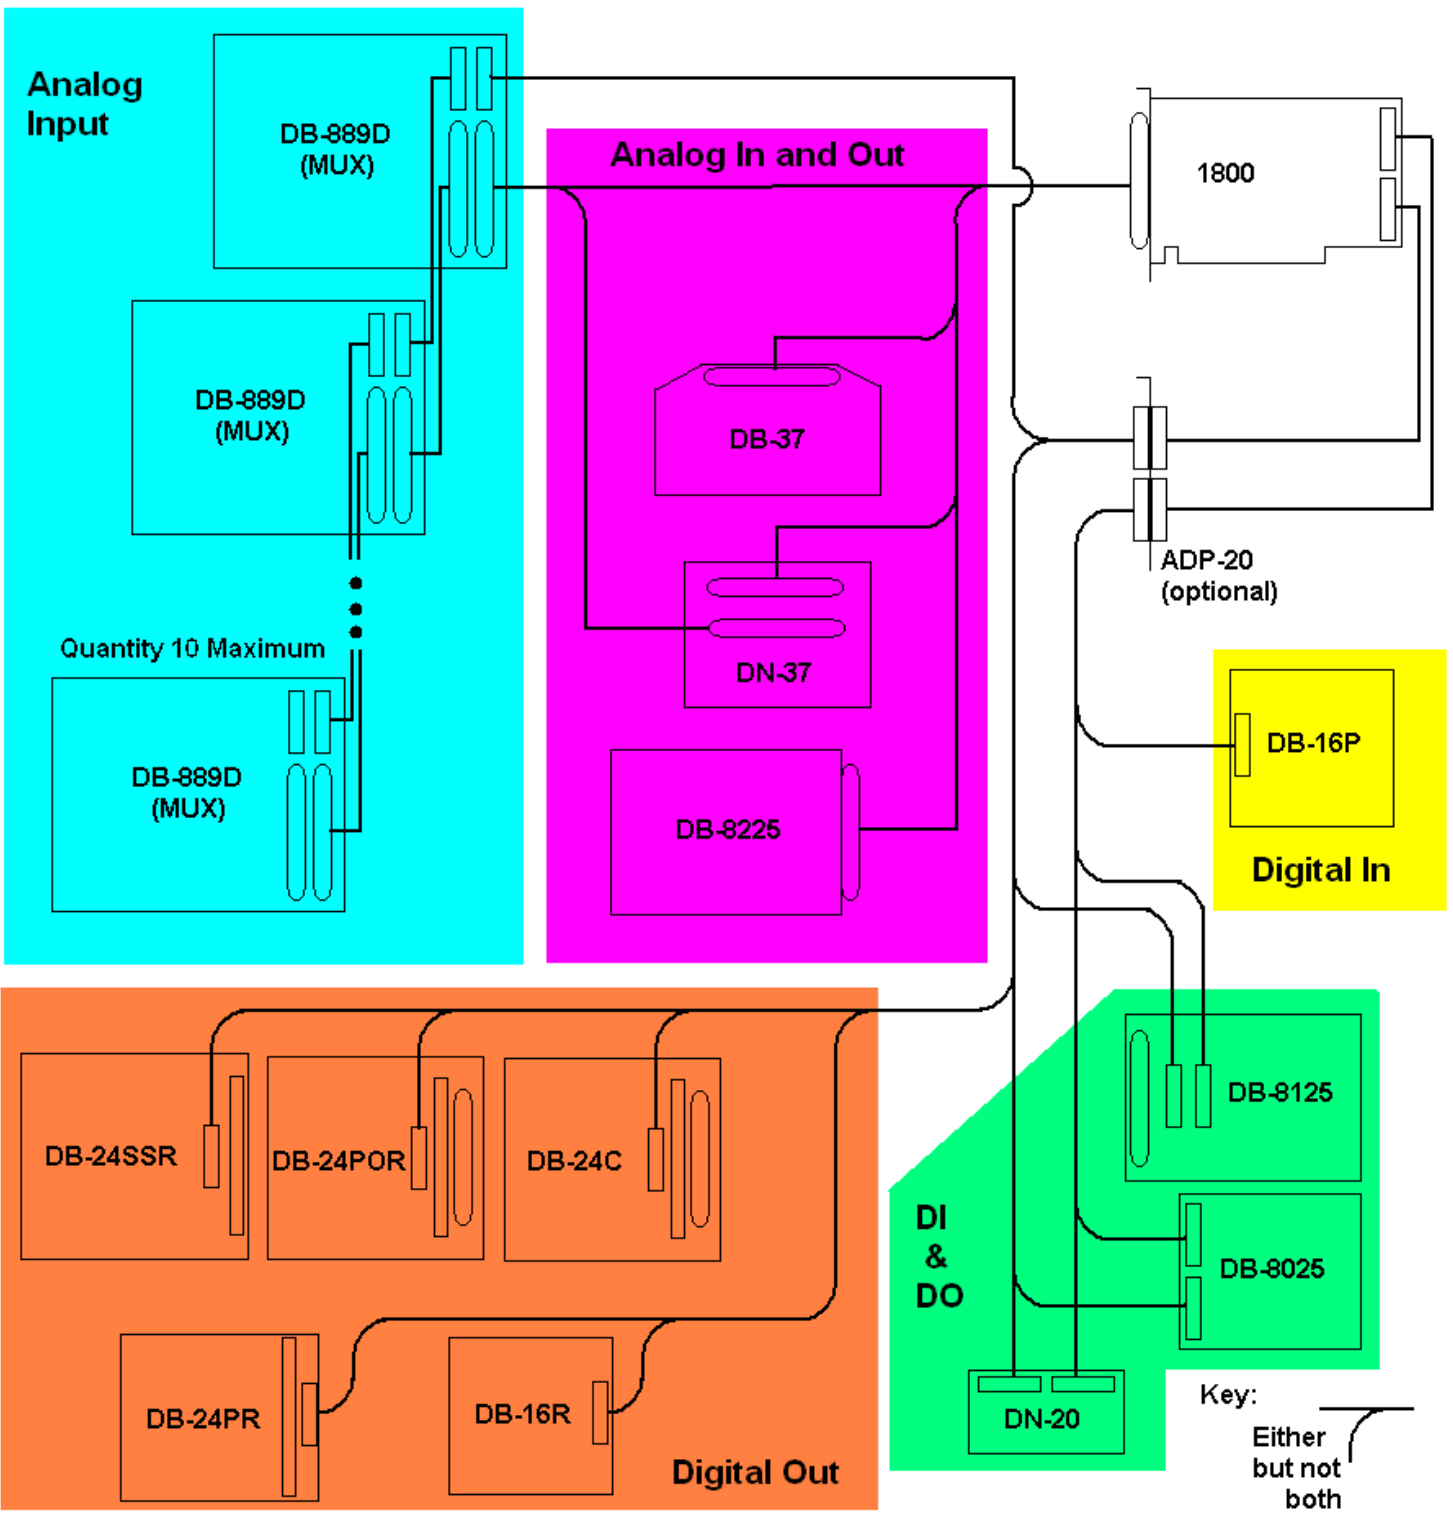 Analog
Input
DB-889D
(MUX)
Analog In and Out
1800
DB-889D
(MUX)
DB-37
ADP-20
(optional)
Quantity 10 Maximum
DN-37
DB-16P
DB-889D
(MUX)
DB-8225
Digital In
DB-8125
DB-24SSR
DB-24POR
DB-24C
DI
&
DO
DB-8025
Key:
DB-24PR
DB-16R
DN-20
Either
but not
both
Digital Out